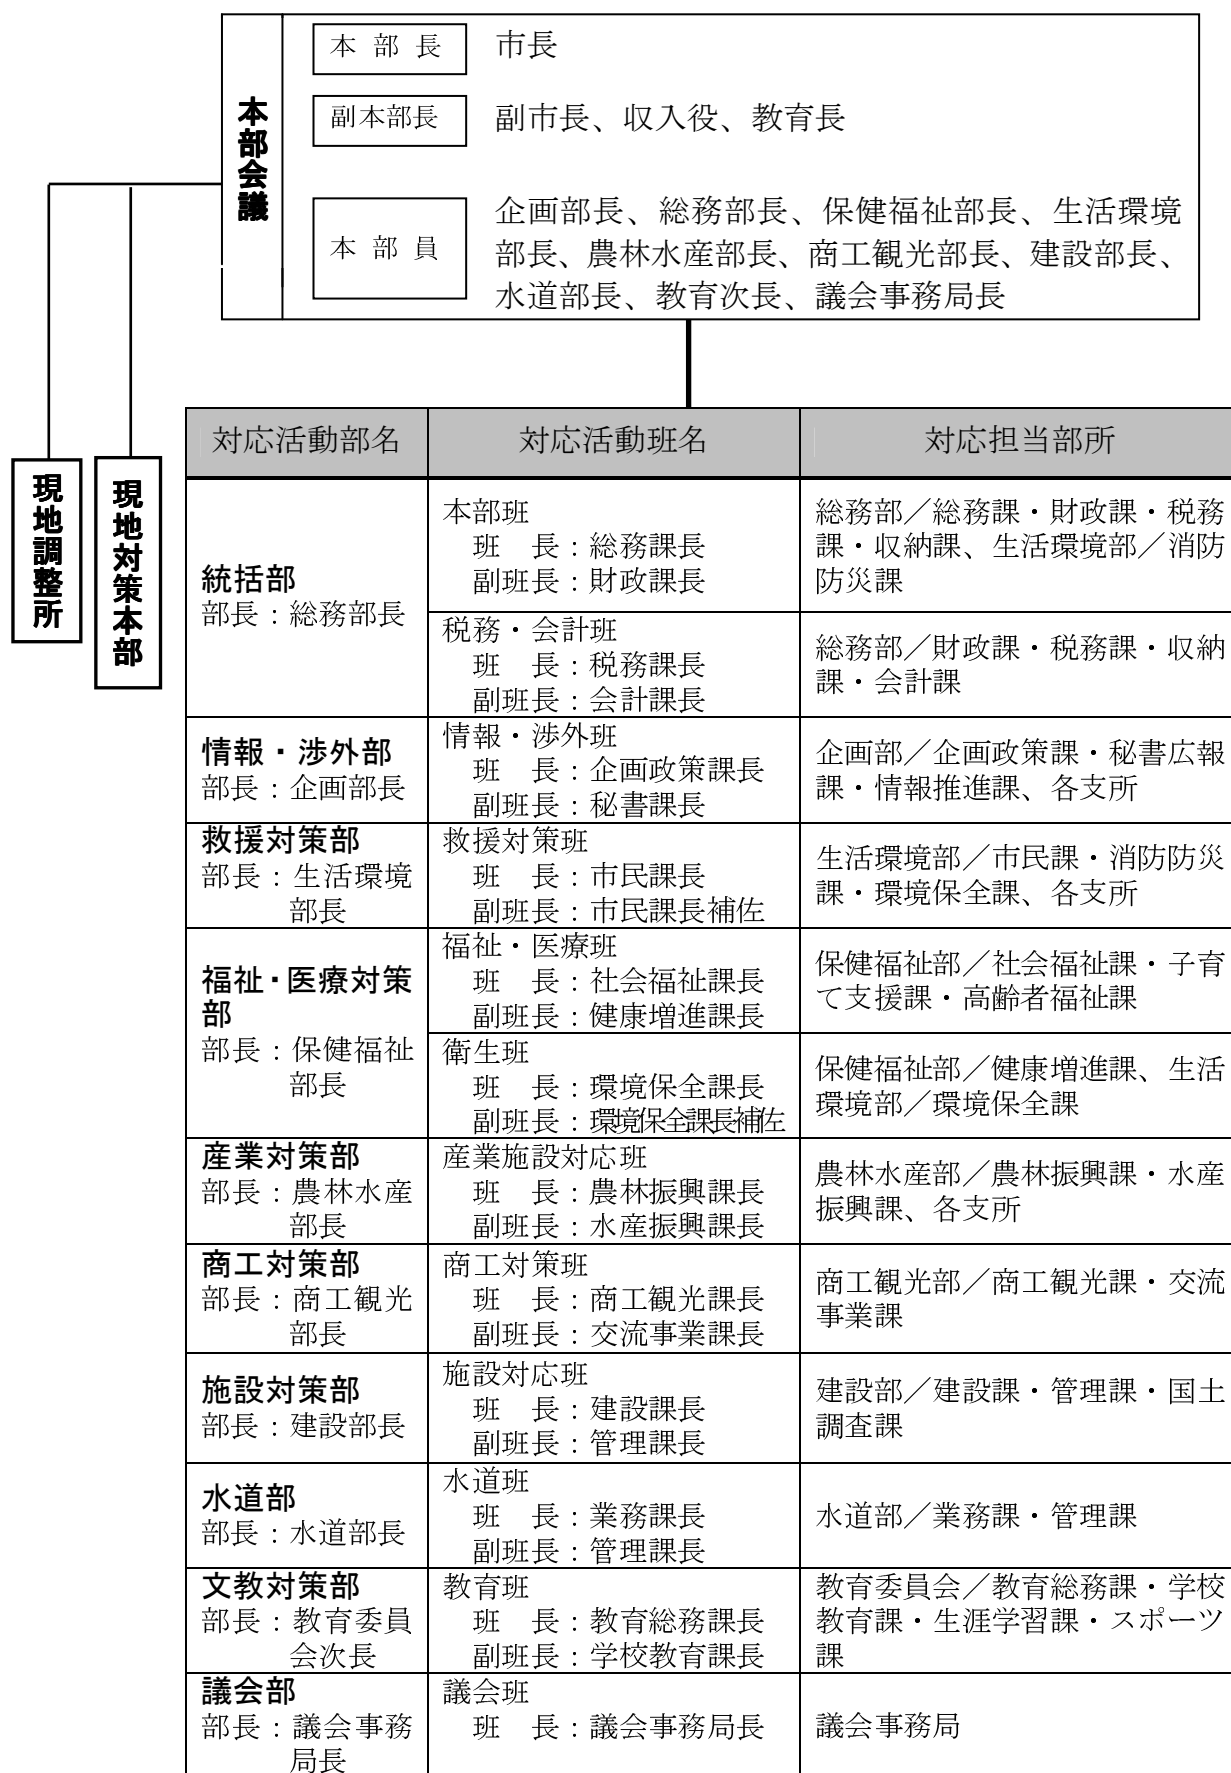 本部会議
本 部 長
市長
副本部長
副市長、収入役、教育長
本 部 員
企画部長、総務部長、保健福祉部長、生活環境
部長、農林水産部長、商工観光部長、建設部長、
水道部長、教育次長、議会事務局長
現地調整所
現地対策本部
対応活動部名
対応活動班名
対応担当部所
統括部
部長：総務部長
本部班
班　長：総務課長
副班長：財政課長
総務部／総務課・財政課・税務
課・収納課、生活環境部／消防
防災課
税務・会計班
班　長：税務課長
副班長：会計課長
総務部／財政課・税務課・収納
課・会計課
情報・渉外部
部長：企画部長
情報・渉外班
班　長：企画政策課長
副班長：秘書課長
企画部／企画政策課・秘書広報
課・情報推進課、各支所
救援対策部
部長：生活環境
部長
救援対策班
班　長：市民課長
副班長：市民課長補佐
生活環境部／市民課・消防防災
課・環境保全課、各支所
福祉・医療対策
部
部長：保健福祉
部長
福祉・医療班
班　長：社会福祉課長
副班長：健康増進課長
保健福祉部／社会福祉課・子育
て支援課・高齢者福祉課
衛生班
班　長：環境保全課長
副班長：環境保全課長補佐
保健福祉部／健康増進課、生活
環境部／環境保全課
産業対策部
部長：農林水産
部長
産業施設対応班
班　長：農林振興課長
副班長：水産振興課長
農林水産部／農林振興課・水産
振興課、各支所
商工対策部
部長：商工観光
部長
商工対策班
班　長：商工観光課長
副班長：交流事業課長
商工観光部／商工観光課・交流
事業課
施設対策部
部長：建設部長
施設対応班
班　長：建設課長
副班長：管理課長
建設部／建設課・管理課・国土
調査課
水道部
部長：水道部長
水道班
班　長：業務課長
副班長：管理課長
水道部／業務課・管理課
文教対策部
部長：教育委員
会次長
教育班
班　長：教育総務課長
副班長：学校教育課長
教育委員会／教育総務課・学校
教育課・生涯学習課・スポーツ
課
議会部
部長：議会事務
局長
議会班
班　長：議会事務局長
議会事務局